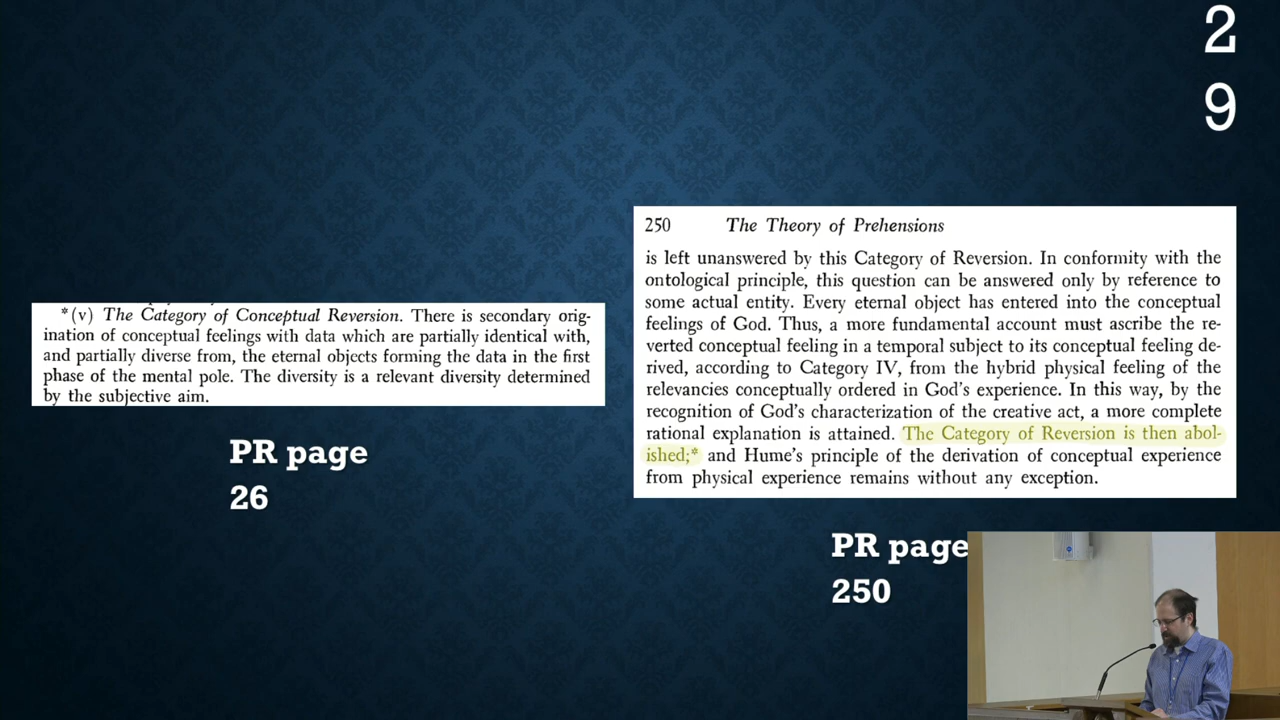 2
9
*(v) The Category of Conceptual Reversion. There is secondary orig-
ination of conceptual feelings with data which are partially identical with,
and partially diverse from, the eternal objects forming the data in the first
phase of the mental pole. The diversity is a relevant diversity determined
by the subjective aim.
PR page
26
250 The Theory of Prehensions
is left unanswered by this Category of Reversion. In conformity with the
ontological principle, this question can be answered only by reference to
some actual entity. Every eternal object has entered into the conceptual
feelings of God. Thus, a more fundamental account must ascribe the re-
verted conceptual feeling in a temporal subject to its conceptual feeling de-
rived, according to Category IV, from the hybrid physical feeling of the
relevancies conceptually ordered in God's experience. In this way, by the
recognition of God's characterization of the creative act, a more complete
rational explanation is attained. The Category of Reversion is then abol-
ished;* and Hume's principle of the derivation of conceptual experience
from physical experience remains without any exception.
PR page
250